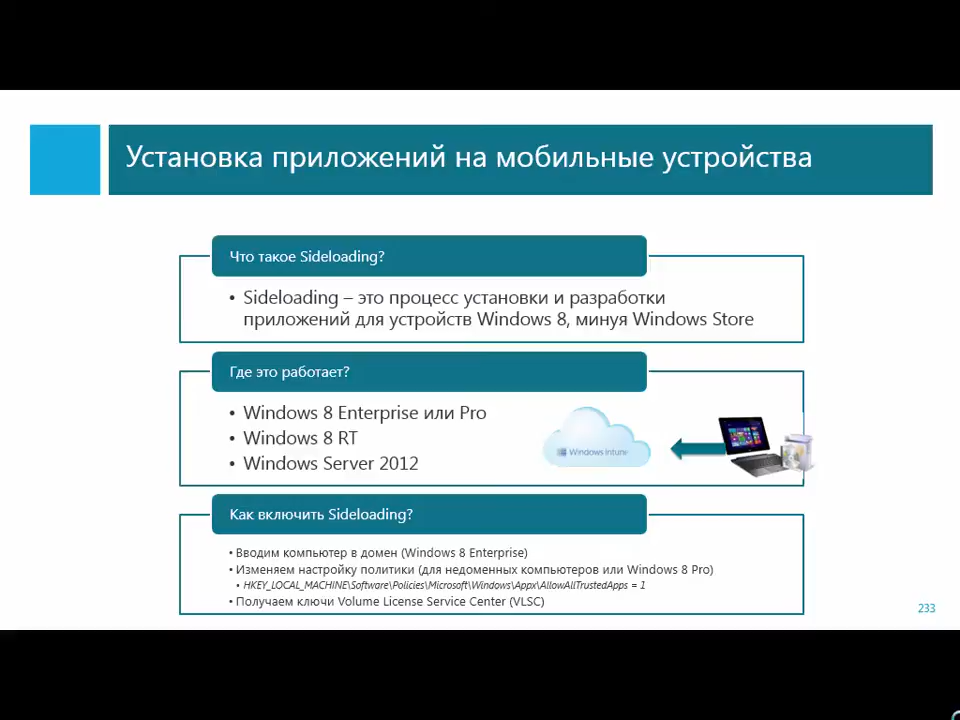 Установка приложений на мобильные устройства
Что такое Sideloading?
• Sideloading – это процесс установки и разработки
приложений для устройств Windows 8, минуя Windows Store
Где это работает?
• Windows 8 Enterprise или Pro
• Windows 8 RT
• Windows Server 2012
Windows Intune
Как включить Sideloading?
• Вводим компьютер в домен (Windows 8 Enterprise)
• Изменяем настройку политики (для недоменных компьютеров или Windows 8 Pro)
• HKEY_LOCAL_MACHINE\Software\Policies\Microsoft\Windows\Appx\AllowAllTrustedApps = 1
• Получаем ключи Volume License Service Center (VLSC)
233